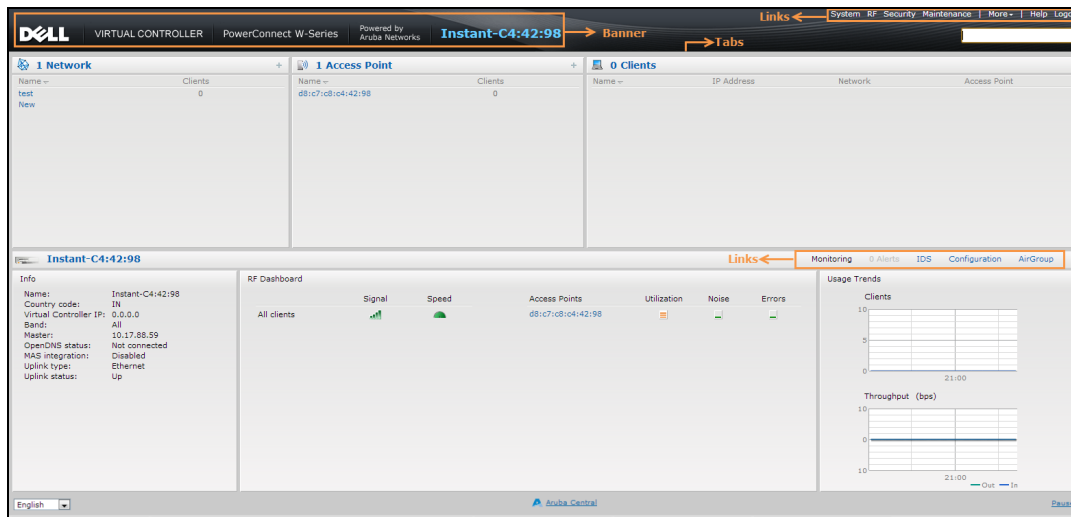 Links
System RF Security Maintenance | More | Help
DELL VIRTUAL CONTROLLER | PowerConnect W-Series | Powered by Aruba Networks Instant-C4:42:98
Banner
Tabs
1 Network +
Name Clients
test 0
New
1 Access Point +
Name Clients
d8:c7:c8:c4:42:98 0
0 Clients
Name IP Address Network Access Point
Instant-C4:42:98
Links
Monitoring 0 Alerts IDS Configuration AirGroup
Info
Name: Instant-C4:42:98
Country code: IN
Virtual Controller IP: 0.0.0.0
Band: All
Master: 10.17.88.59
OpenDNS status: Not connected
MAS integration: Disabled
Uplink type: Ethernet
Uplink status: Up
RF Dashboard
Signal Speed Access Points Utilization Noise Errors
All clients d8:c7:c8:c4:42:98
Usage Trends
Clients
10
5
0
21:00
Throughput (bps)
10
0
10
21:00
Out In
English
Aruba Central